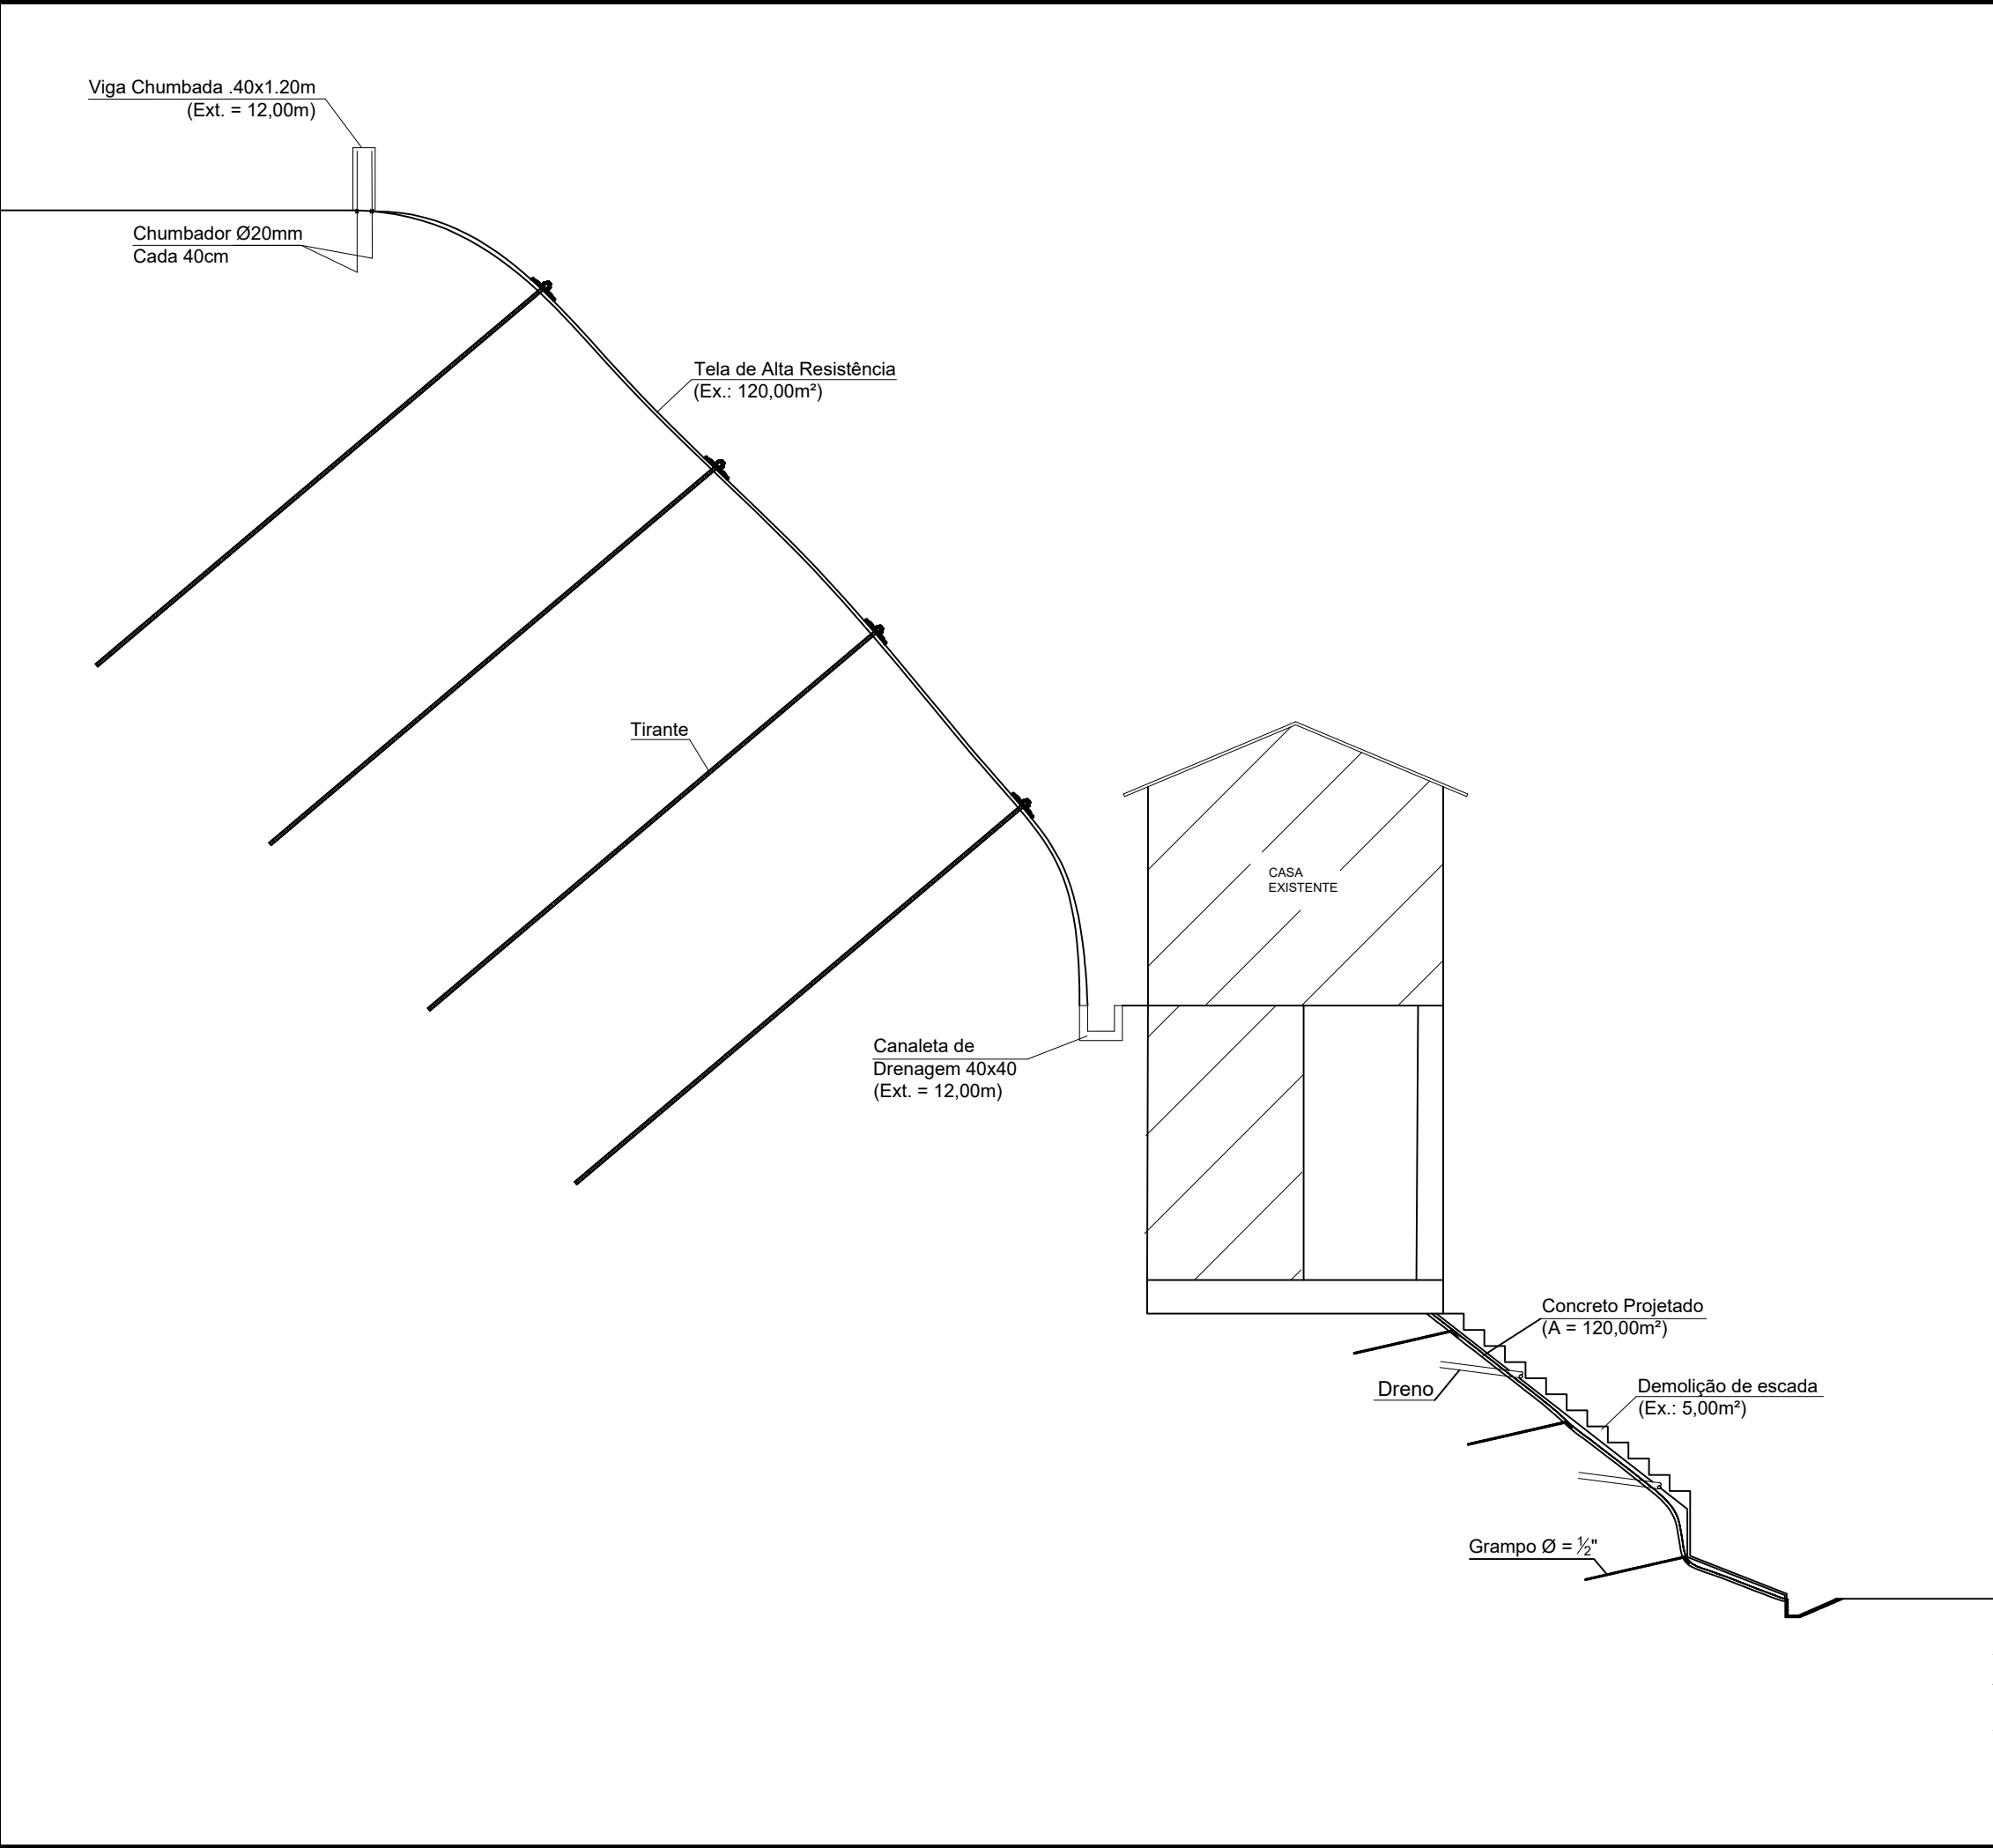 Viga Chumbada .40x1.20m
(Ext. = 12,00m)
Chumbador Ø20mm
Cada 40cm
Tela de Alta Resistência
(Ex.: 120,00m²)
Tirante
CASA
EXISTENTE
Canaleta de
Drenagem 40x40
(Ext. = 12,00m)
Concreto Projetado
(A = 120,00m²)
Dreno
Demolição de escada
(Ex.: 5,00m²)
Grampo Ø = ½"